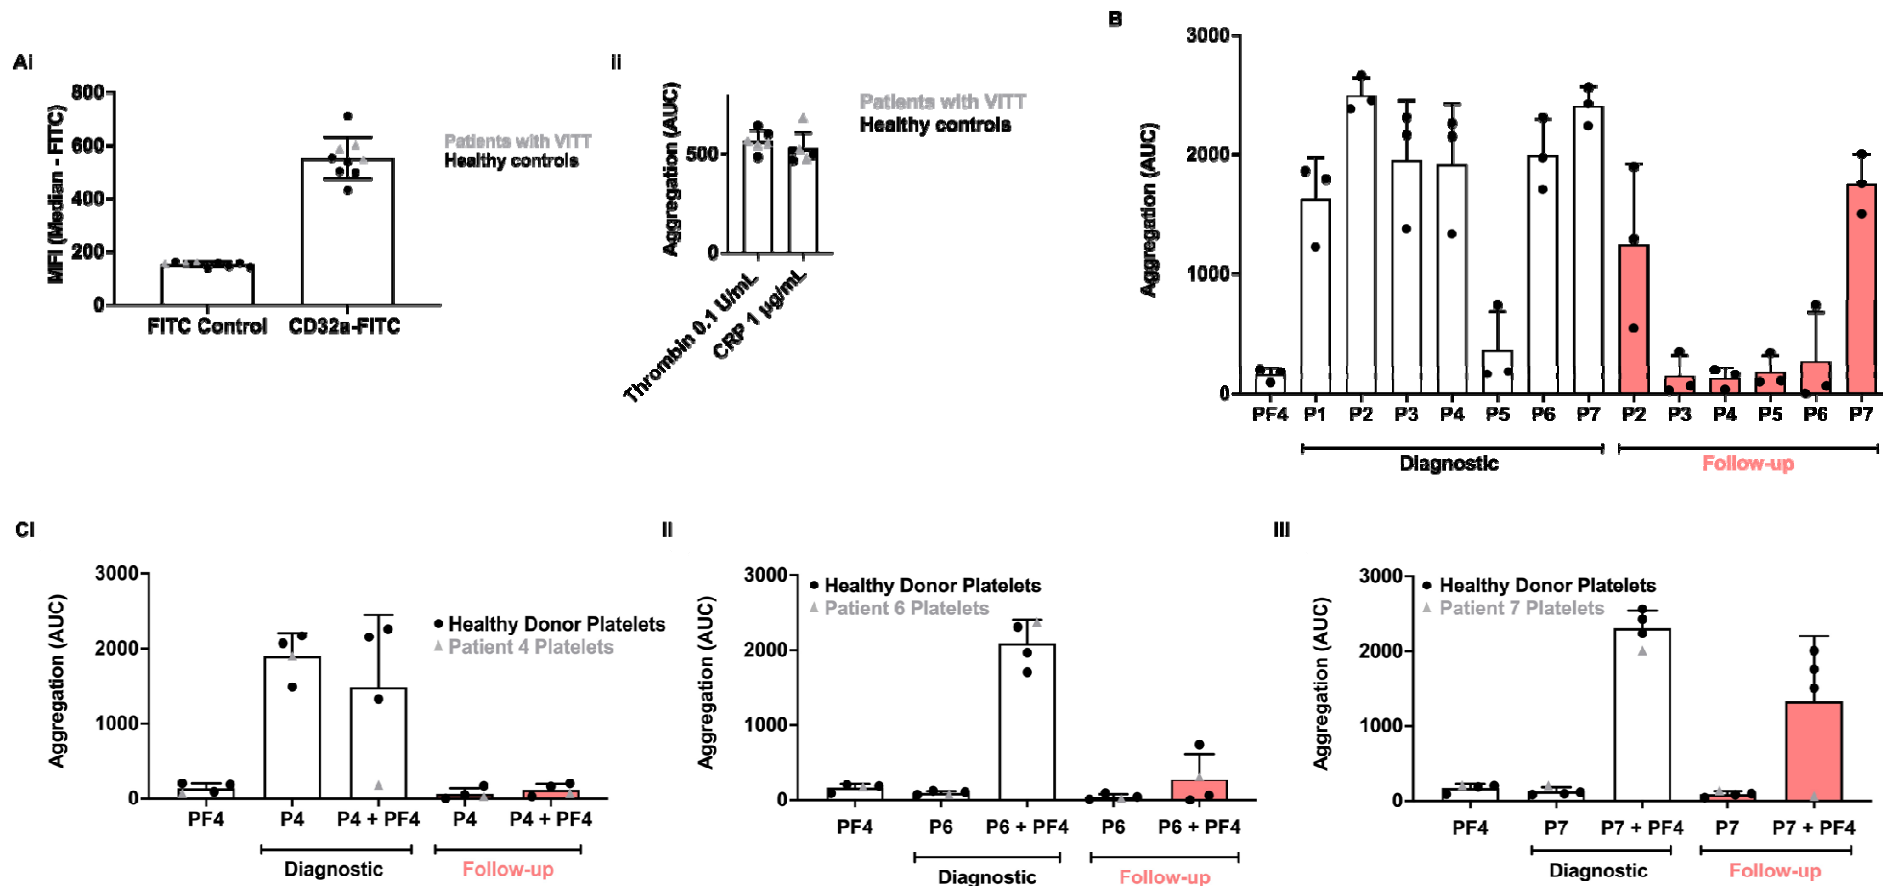 Ai
MFI (Median - FITC)
800
600
400
200
0
FITC Control
CD32a-FITC
Patients with VITT
Healthy controls
ii
Aggregation (AUC)
500
0
Thrombin 0.1 U/mL
CRP 1 µg/mL
Patients with VITT
Healthy controls
B
Aggregation (AUC)
3000
2000
1000
0
PF4 P1 P2 P3 P4 P5 P6 P7 P2 P3 P4 P5 P6 P7
Diagnostic
Follow-up
Ci
Aggregation (AUC)
3000
2000
1000
0
Healthy Donor Platelets
Patient 4 Platelets
PF4 P4 P4 + PF4 P4 P4 + PF4
Diagnostic
Follow-up
ii
Aggregation (AUC)
3000
2000
1000
0
Healthy Donor Platelets
Patient 6 Platelets
PF4 P6 P6 + PF4 P6 P6 + PF4
Diagnostic
Follow-up
iii
Aggregation (AUC)
3000
2000
1000
0
Healthy Donor Platelets
Patient 7 Platelets
PF4 P7 P7 + PF4 P7 P7 + PF4
Diagnostic
Follow-up